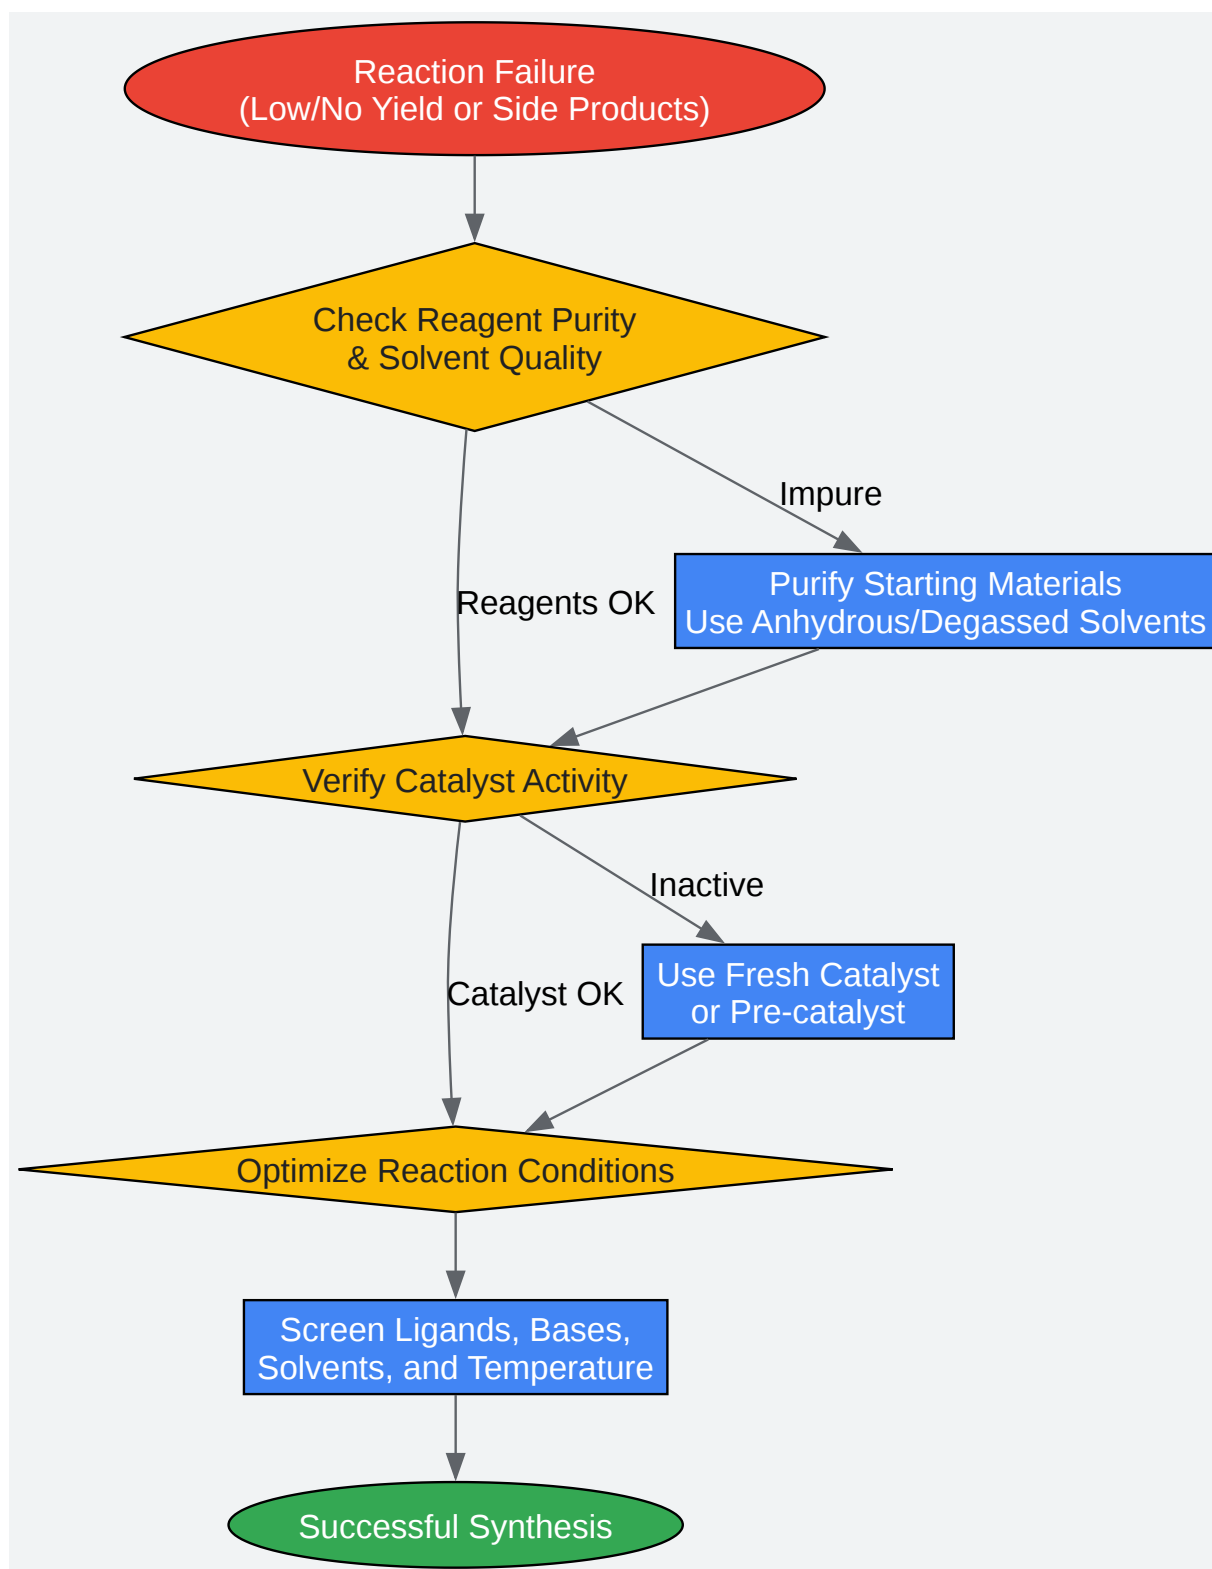 Reaction Failure
(Low/No Yield or Side Products)
Check Reagent Purity
& Solvent Quality
Impure
Reagents OK
Purify Starting Materials
Use Anhydrous/Degassed Solvents
Verify Catalyst Activity
Inactive
Catalyst OK
Use Fresh Catalyst
or Pre-catalyst
Optimize Reaction Conditions
Screen Ligands, Bases,
Solvents, and Temperature
Successful Synthesis